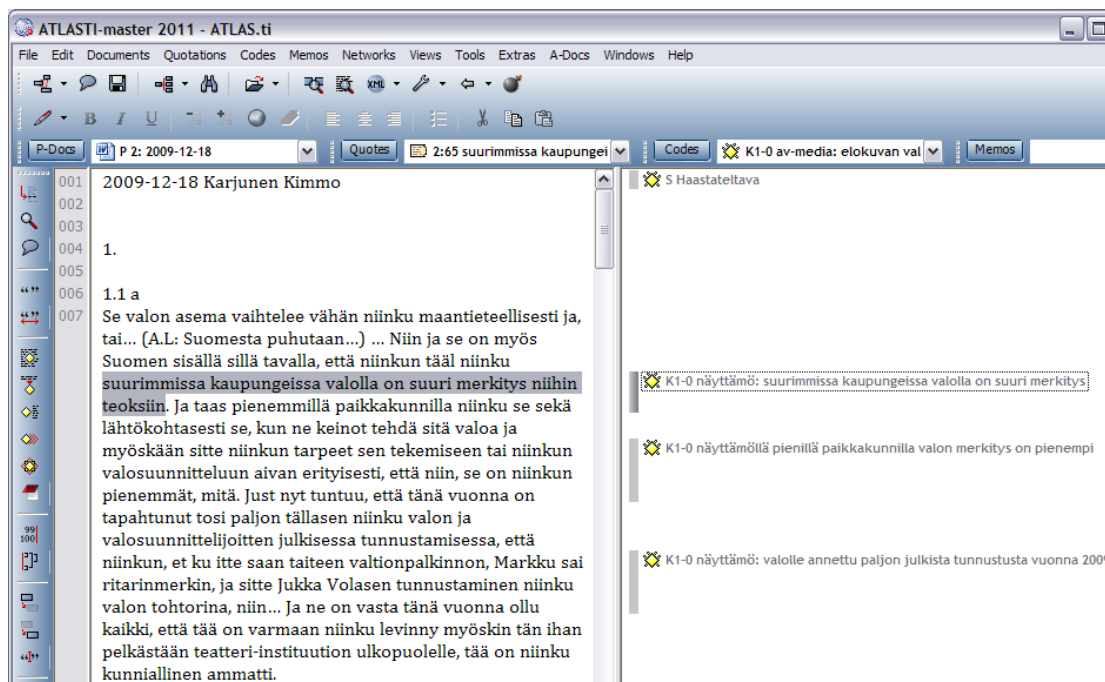 ATLASTI-master 2011 - ATLAS.ti
File Edit Documents Quotations Codes Memos Networks Views Tools Extras A-Docs Windows Help
XML
B I U
P-Docs P 2: 2009-12-18 Quotes 2:65 suurimmissa kaupungei Codes K1-0 av-media: elokuvan val Memos
001 2009-12-18 Karjunen Kimmo
002
003
004 1.
005
006 1.1 a
007 Se valon asema vaihtelee vähän niinku maantieteellisesti ja,
tai... (A.L: Suomesta puhutaan...) ... Niin ja se on myös
Suomen sisällä sillä tavalla, että niinkun tääl niinku
suurimmissa kaupungeissa valolla on suuri merkitys niihin
teoksiin. Ja taas pienemmillä paikkakunnilla niinku se sekä
lähtökohtasesti se, kun ne keinot tehdä sitä valoa ja
myöskään sitte niinkun tarpeet sen tekemiseen tai niinkun
valosuunnitteluun aivan erityisesti, että niin, se on niinkun
pienemmät, mitä. Just nyt tuntuu, että tänä vuonna on
tapahtunut tosi paljon tällasen niinku valon ja
valosuunnittelijoitten julkisessa tunnustamisessa, että
niinkun, et ku itte saan taiteen valtionpalkinnon, Markku sai
ritarinmerkin, ja sitte Jukka Volasen tunnustaminen niinku
valon tohtorina, niin... Ja ne on vasta tänä vuonna ollu
kaikki, että tää on varmaan niinku levinny myöskin tän ihan
pelkästään teatteri-instituution ulkopuolelle, tää on niinku
kunniallinen ammatti.
S Haastateltava
K1-0 näyttämö: suurimmissa kaupungeissa valolla on suuri merkitys
K1-0 näyttämöllä pienillä paikkakunnilla valon merkitys on pienempi
K1-0 näyttämö: valolle annettu paljon julkista tunnustusta vuonna 2009
99
100